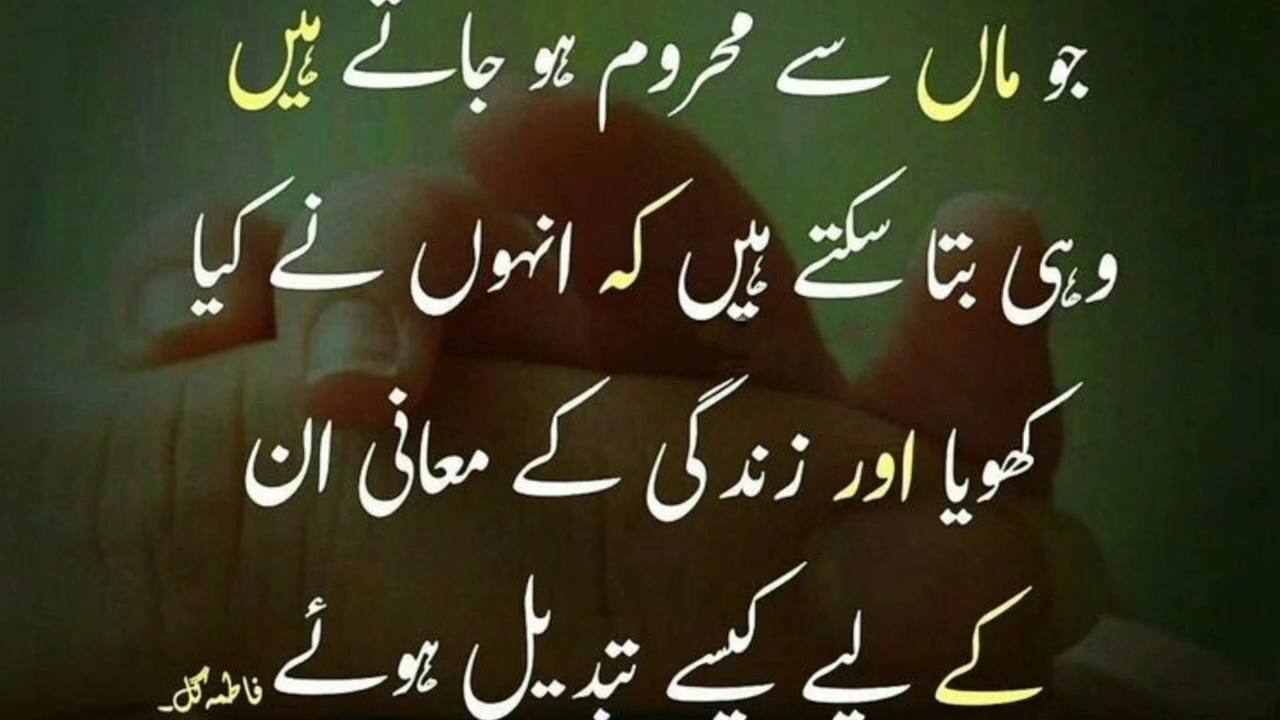 جو ماں سے محروم ہو جاتے ہیں
وہی بتا سکتے ہیں کہ انہوں نے کیا
کھویا اور زندگی کے معافی ان
کے لیے کیسے تبدیل ہوئے
فاطمہ گل